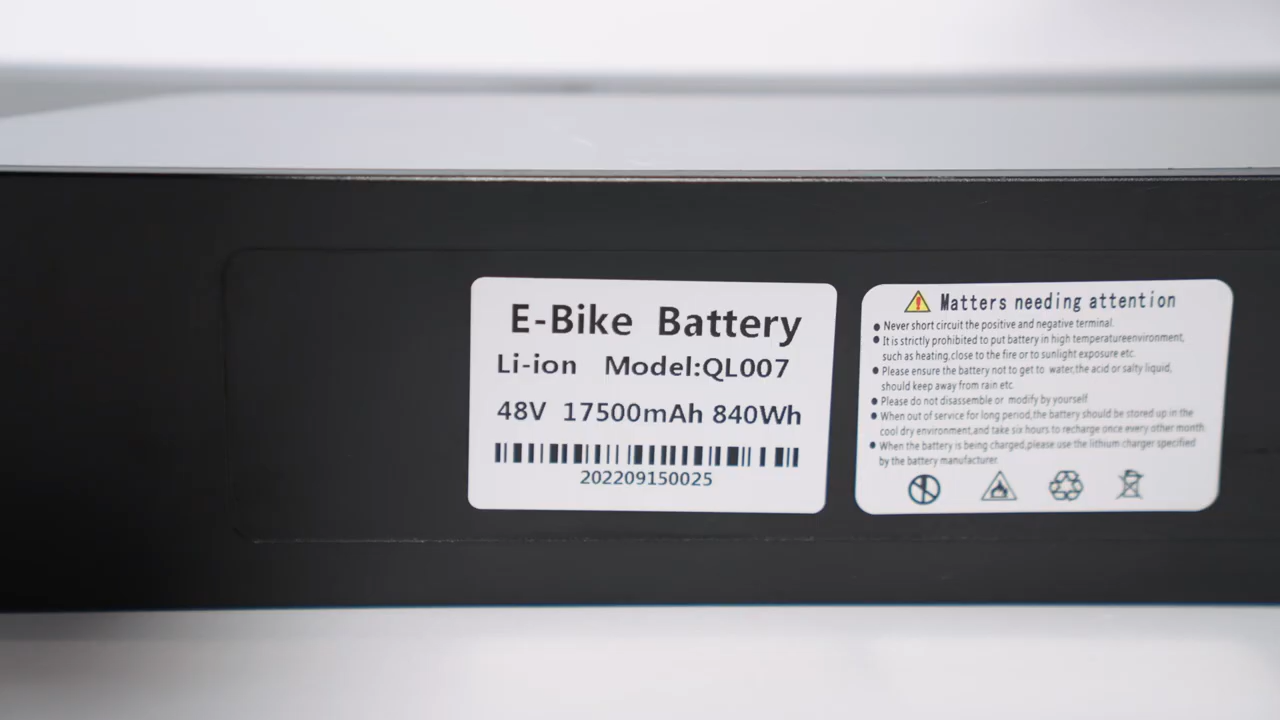 E-Bike Battery
Li-ion Model:QL007
48V 17500mAh 840Wh
202209150025
Matters needing attention
● Never short circuit the positive and negative terminal.
● It is strictly prohibited to put battery in high temperatureenvironment,
such as heating,close to the fire or to sunlight exposure etc.
● Please ensure the battery not to get to water,the acid or salty liquid,
should keep away from rain etc
● Please do not disassemble or modify by yourself
● When out of service for long period,the battery should be stored up in the
cool dry environment,and take six hours to recharge once every other month.
● When the battery is being charged,please use the lithium charger specified
by the battery manufacturer.